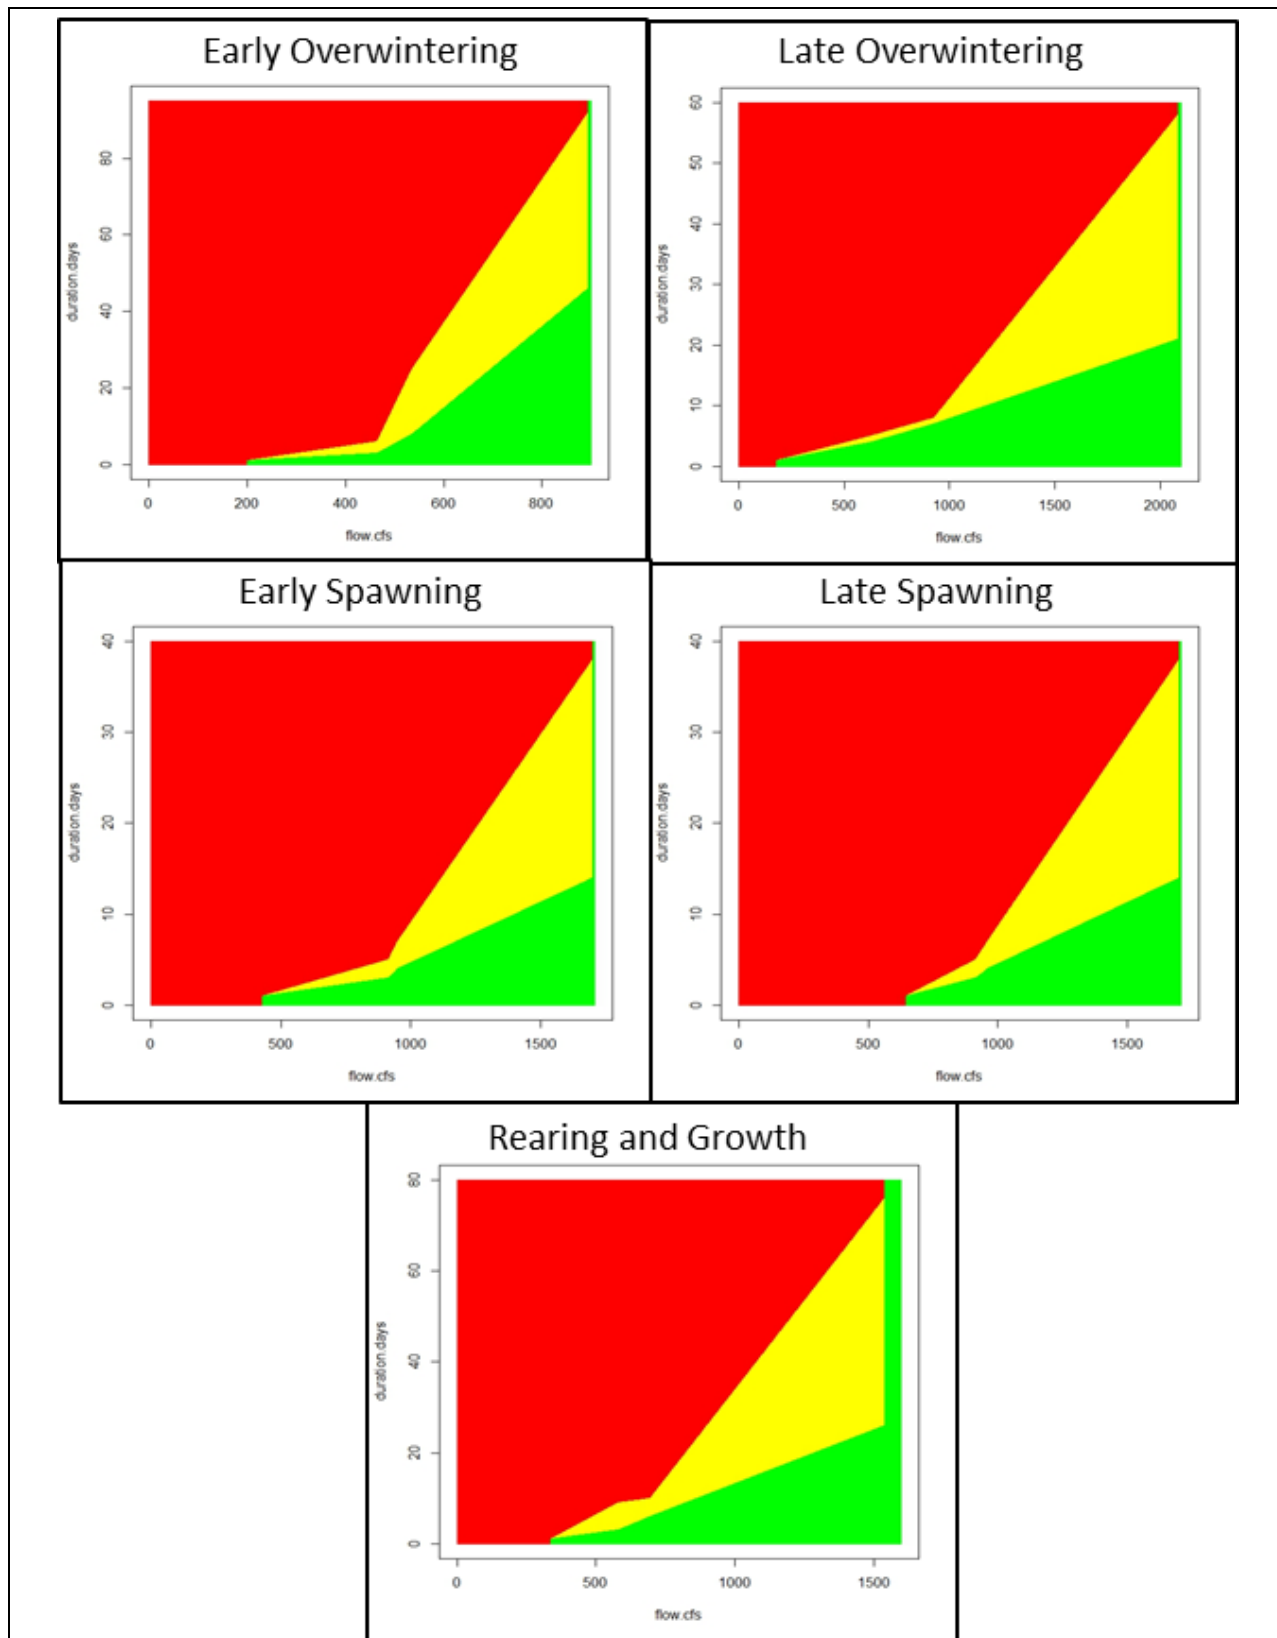 Early Overwintering
Late Overwintering
duration.days
80
60
40
20
0
0 200 400 600 800
flow.cfs
duration.days
60
50
40
30
20
10
0
0 500 1000 1500 2000
flow.cfs
Early Spawning
Late Spawning
duration.days
40
30
20
10
0
0 500 1000 1500
flow.cfs
duration.days
40
30
20
10
0
0 500 1000 1500
flow.cfs
Rearing and Growth
duration.days
80
60
40
20
0
0 500 1000 1500
flow.cfs